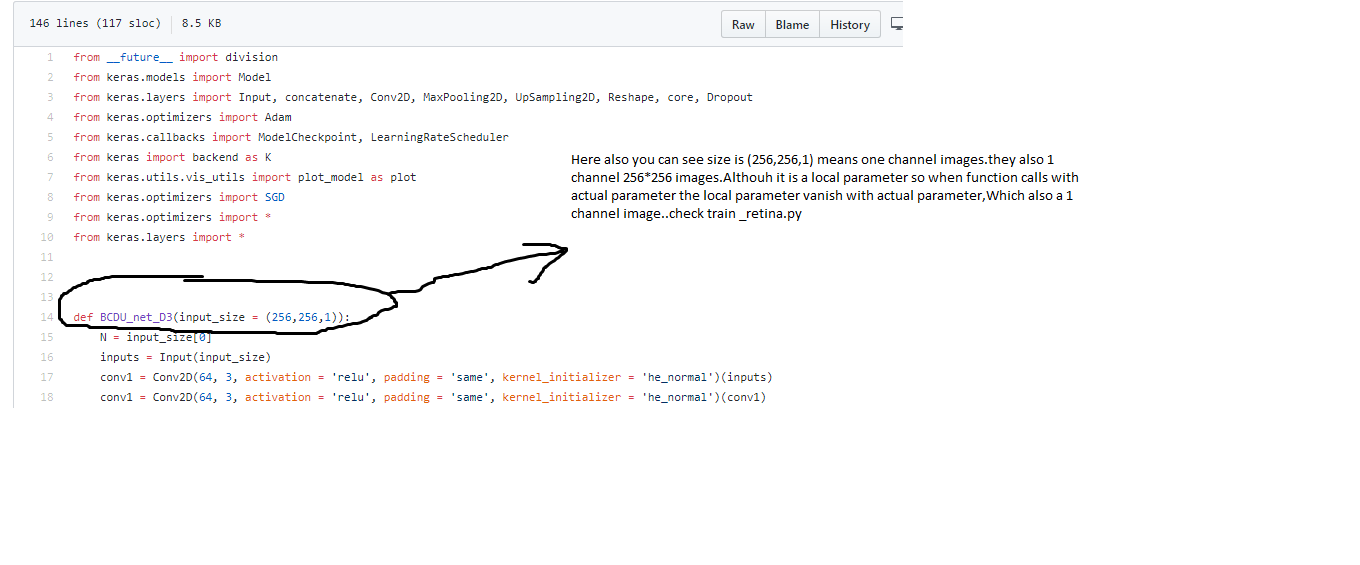 146 lines (117 sloc) 8.5 KB Raw Blame History
1 from __future__ import division
2 from keras.models import Model
3 from keras.layers import Input, concatenate, Conv2D, MaxPooling2D, UpSampling2D, Reshape, core, Dropout
4 from keras.optimizers import Adam
5 from keras.callbacks import ModelCheckpoint, LearningRateScheduler
6 from keras import backend as K
7 from keras.utils.vis_utils import plot_model as plot
8 from keras.optimizers import SGD
9 from keras.optimizers import *
10 from keras.layers import *
11
12
13
14 def BCDU_net_D3(input_size = (256,256,1)):
15 N = input_size[0]
16 inputs = Input(input_size)
17 conv1 = Conv2D(64, 3, activation = 'relu', padding = 'same', kernel_initializer = 'he_normal')(inputs)
18 conv1 = Conv2D(64, 3, activation = 'relu', padding = 'same', kernel_initializer = 'he_normal')(conv1)
Here also you can see size is (256,256,1) means one channel images.they also 1
channel 256*256 images.Althouh it is a local parameter so when function calls with
actual parameter the local parameter vanish with actual parameter,Which also a 1
channel image..check train _retina.py